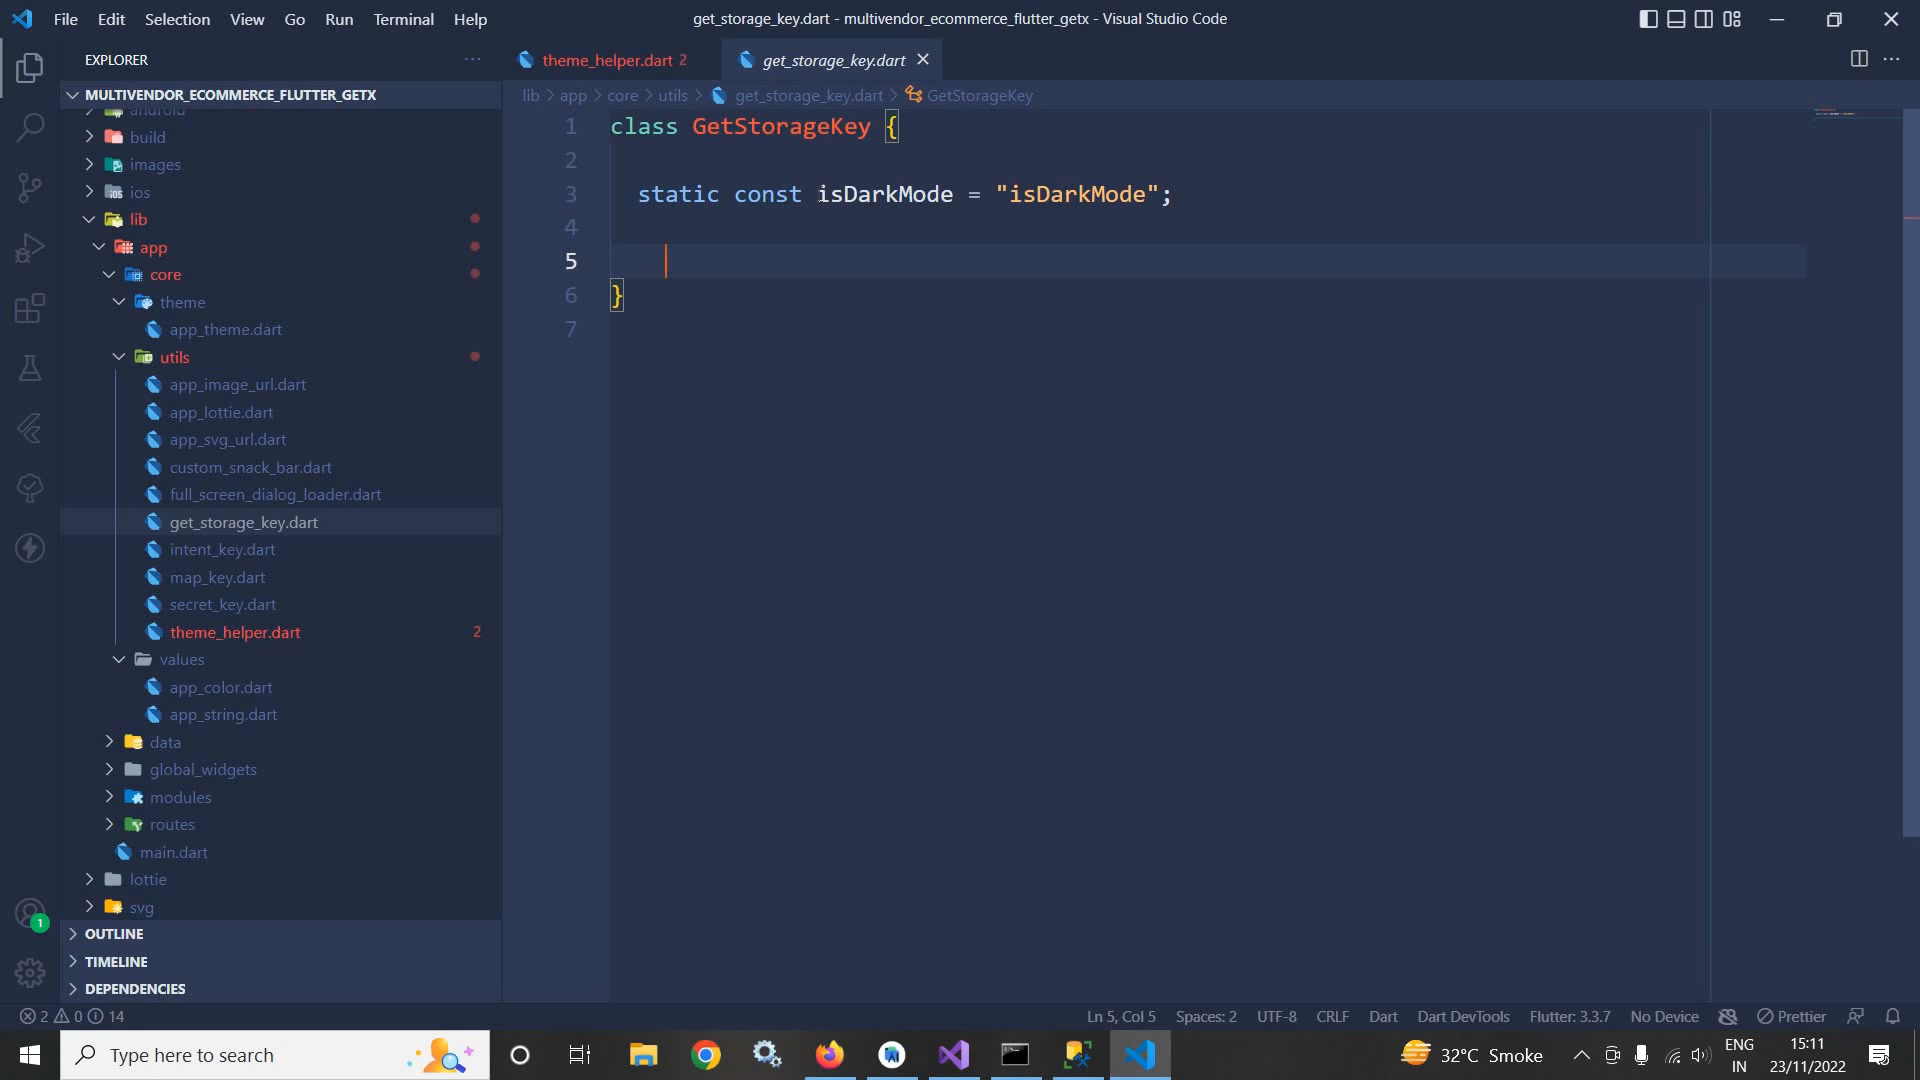 File Edit Selection View Go Run Terminal Help
get_storage_key.dart - multivendor_ecommerce_flutter_getx - Visual Studio Code
EXPLORER
theme_helper.dart 2
get_storage_key.dart
MULTIVENDOR_ECOMMERCE_FLUTTER_GETX
lib > app > core > utils > get_storage_key.dart > GetStorageKey
android
build
images
ios
lib
app
core
theme
app_theme.dart
utils
app_image_url.dart
app_lottie.dart
app_svg_url.dart
custom_snack_bar.dart
full_screen_dialog_loader.dart
get_storage_key.dart
intent_key.dart
map_key.dart
secret_key.dart
theme_helper.dart 2
values
app_color.dart
app_string.dart
data
global_widgets
modules
routes
main.dart
lottie
svg
OUTLINE
TIMELINE
DEPENDENCIES
1 class GetStorageKey {
2
3 static const isDarkMode = "isDarkMode";
4
5
6 }
7
1
2 0 14
Ln 5, Col 5 Spaces: 2 UTF-8 CRLF Dart Dart DevTools Flutter: 3.3.7 No Device Prettier
Type here to search
32°C Smoke
ENG
IN
15:11
23/11/2022